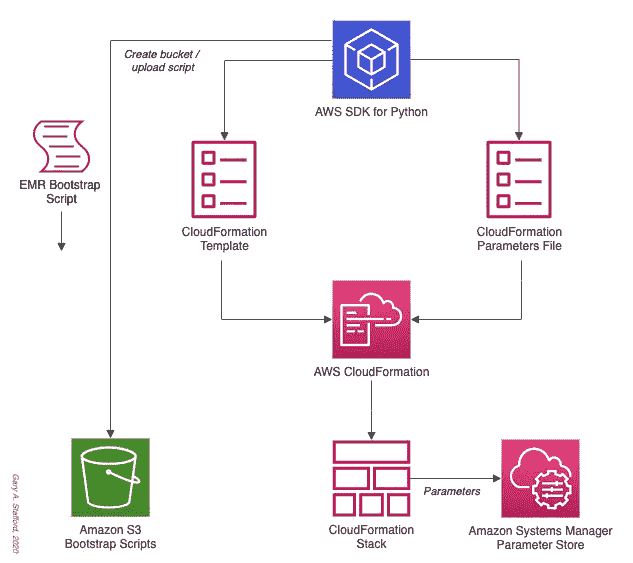 Create bucket /
upload script
AWS SDK for Python
EMR Bootstrap
Script
CloudFormation
Template
CloudFormation
Parameters File
AWS CloudFormation
Parameters
Amazon S3
Bootstrap Scripts
CloudFormation
Stack
Amazon Systems Manager
Parameter Store
Gary A. Stafford, 2020